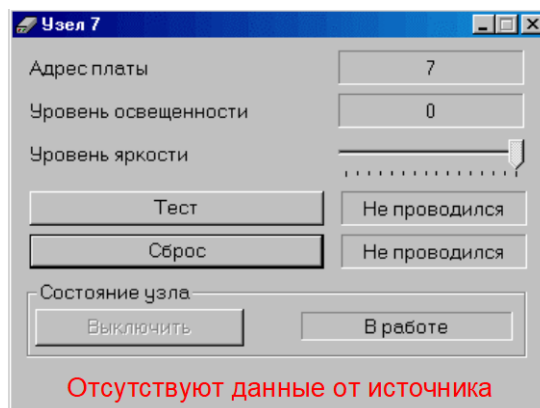 Узел 7
Адрес платы 7
Уровень освещенности 0
Уровень яркости
Тест Не проводился
Сброс Не проводился
Состояние узла
Выключить В работе
Отсутствуют данные от источника